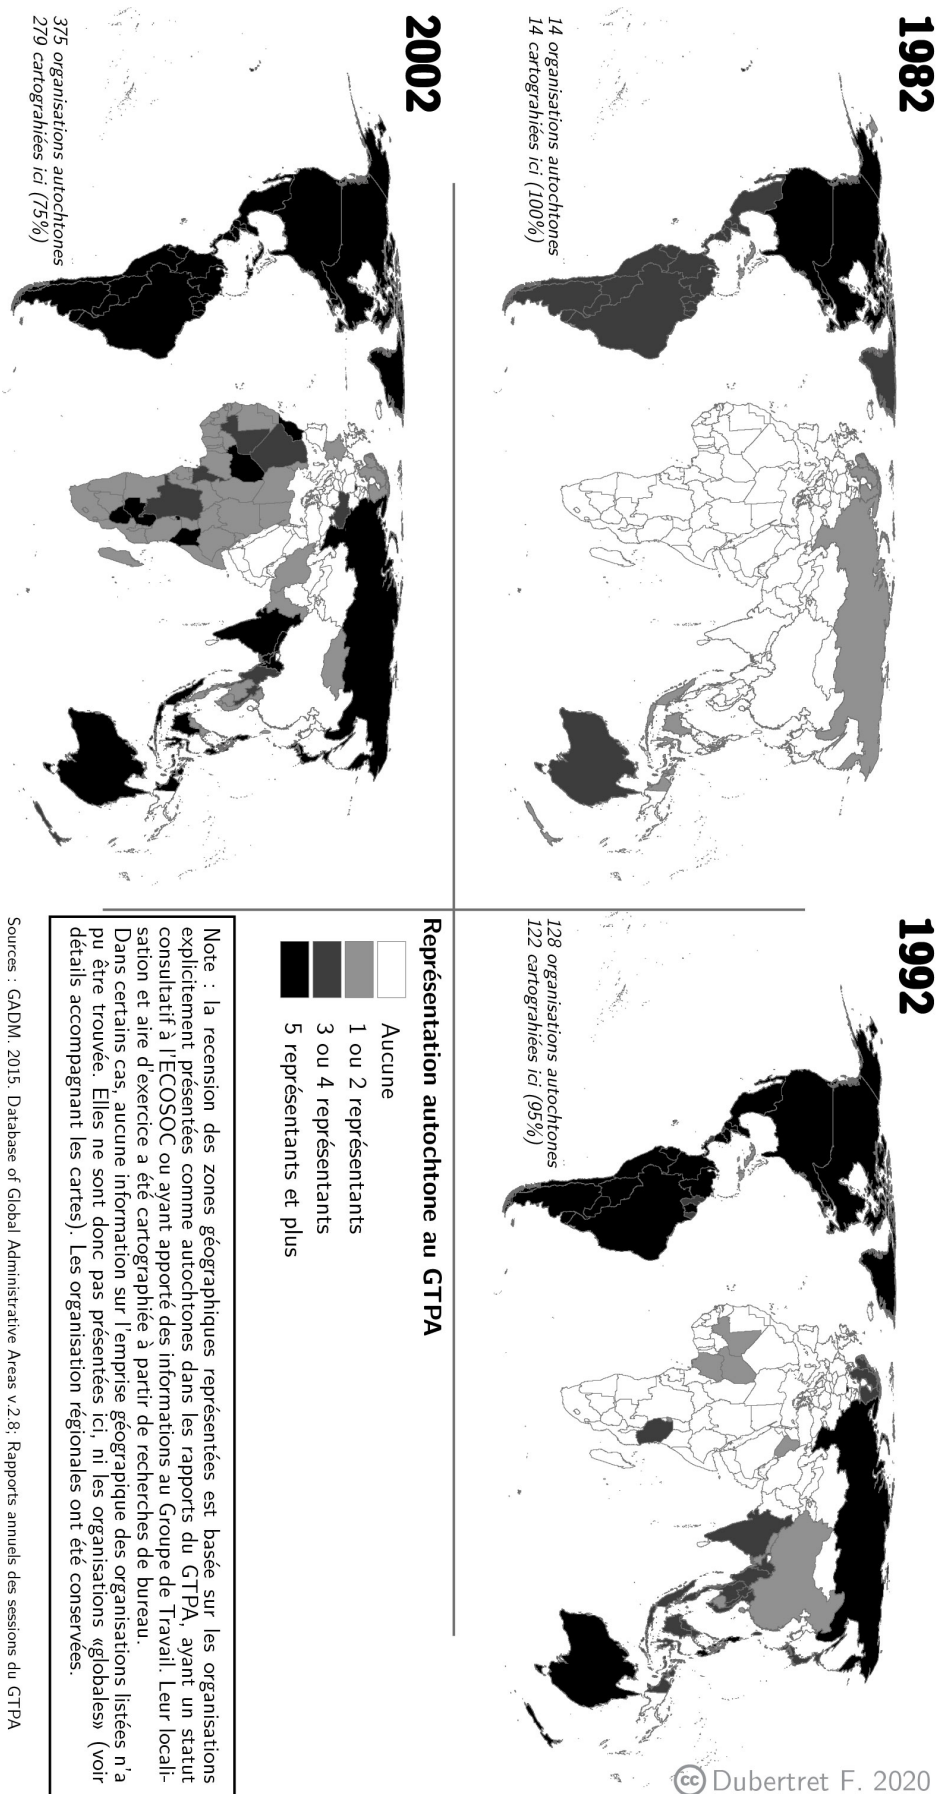 1982
14 organisations autochtones
14 cartograhiées ici (100%)
1992
128 organisations autochtones
122 cartograhiées ici (95%)
2002
375 organisations autochtones
279 cartograhiées ici (75%)
Représentation autochtone au GTPA
Aucune
1 ou 2 représentants
3 ou 4 représentants
5 représentants et plus
Note : la recension des zones géographiques représentées est basée sur les organisations
explicitement présentées comme autochtones dans les rapports du GTPA, ayant un statut
consultatif à l'ECOSOC ou ayant apporté des informations au Groupe de Travail. Leur locali-
sation et aire d'exercice a été cartographiée à partir de recherches de bureau.
Dans certains cas, aucune information sur l'emprise géographique des organisations listées n'a
pu être trouvée. Elles ne sont donc pas présentées ici, ni les organisations «globales» (voir
détails accompagnant les cartes). Les organisation régionales ont été conservées.
Sources : GADM. 2015. Database of Global Administrative Areas v.2.8; Rapports annuels des sessions du GTPA
cc Dubertret F. 2020